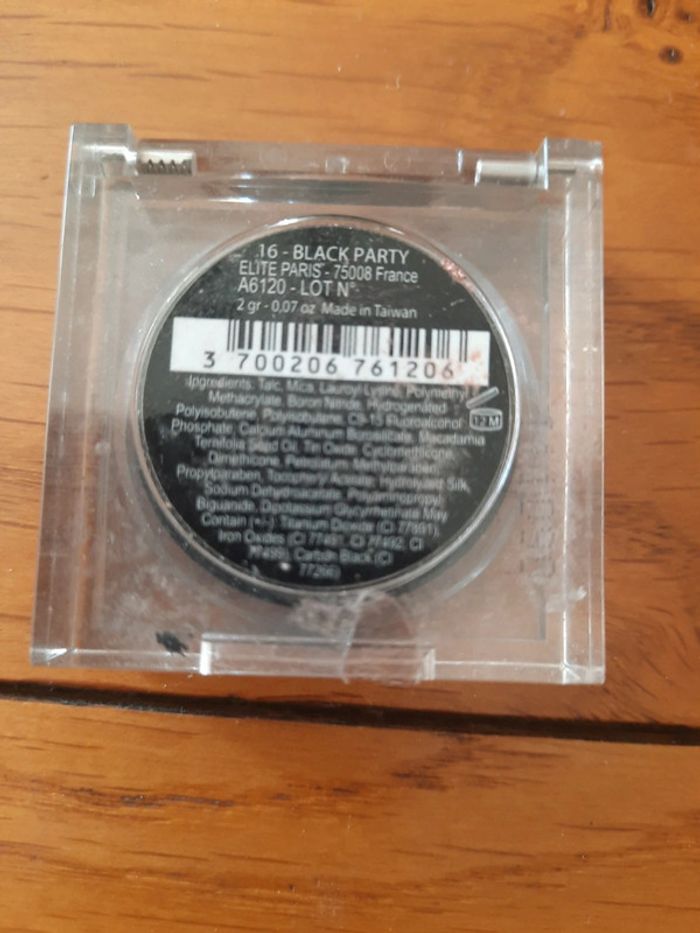 16 - BLACK PARTY
ELITE PARIS - 75008 France
A6120 - LOT N°
2 gr - 0,07 oz Made in Taiwan
3 700206 761206
Ingredients: Talc, Mica, Lauroyl Lysine, Polymethyl
Methacrylate, Boron Nitride, Hydrogenated
12 M
Polyisobutene, Polyisobutene, C9-15 Fluoroalcohol
Phosphate, Calcium Aluminum Borosilicate, Macadamia
Ternifolia Seed Oil, Tin Oxide, Cyclomethicone,
Dimethicone, Petrolatum, Methylparaben,
Propylparaben, Tocopheryl Acetate, Hydrolyzed Silk,
Sodium Dehydroacetate, Polyaminopropyl
Biguanide, Dipotassium Glycyrrhenate May
Contain (+/-): Titanium Dioxide (CI 77891),
Iron Oxides (CI 77491, CI 77492, CI
77499), Carbon Black (CI
77266)